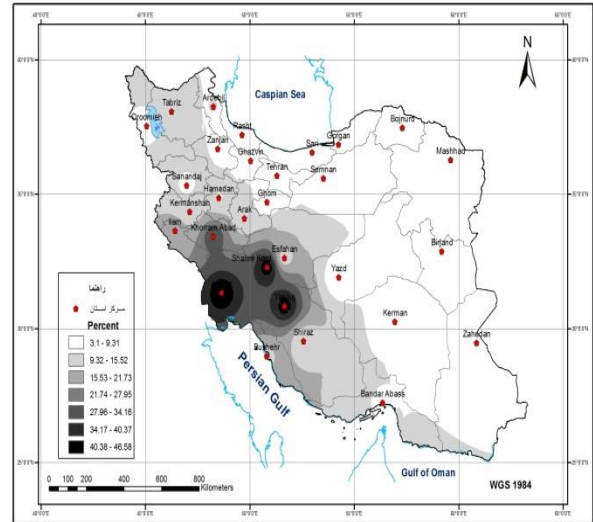 N
Caspian Sea
Ardebil
Tabriz
Oroomieh
Rasht
Zanjan
Ghazvin
Sari
Gorgan
Bojnurd
Mashhad
Tehran
Semnan
Sanandaj
Hamedan
Ghom
Kermanshah
Arak
Ilam
Khorram Abad
Esfahan
Shahre Kord
Birjand
Yazd
Kerman
Zahedan
Shiraz
Bushehr
Bandar Abass
Persian Gulf
Gulf of Oman
WGS 1984
راهنما
مرکز استان
Percent
3.1 - 9.31
9.32 - 15.52
15.53 - 21.73
21.74 - 27.95
27.96 - 34.16
34.17 - 40.37
40.38 - 46.58
0 100 200 400 600 800
Kilometers